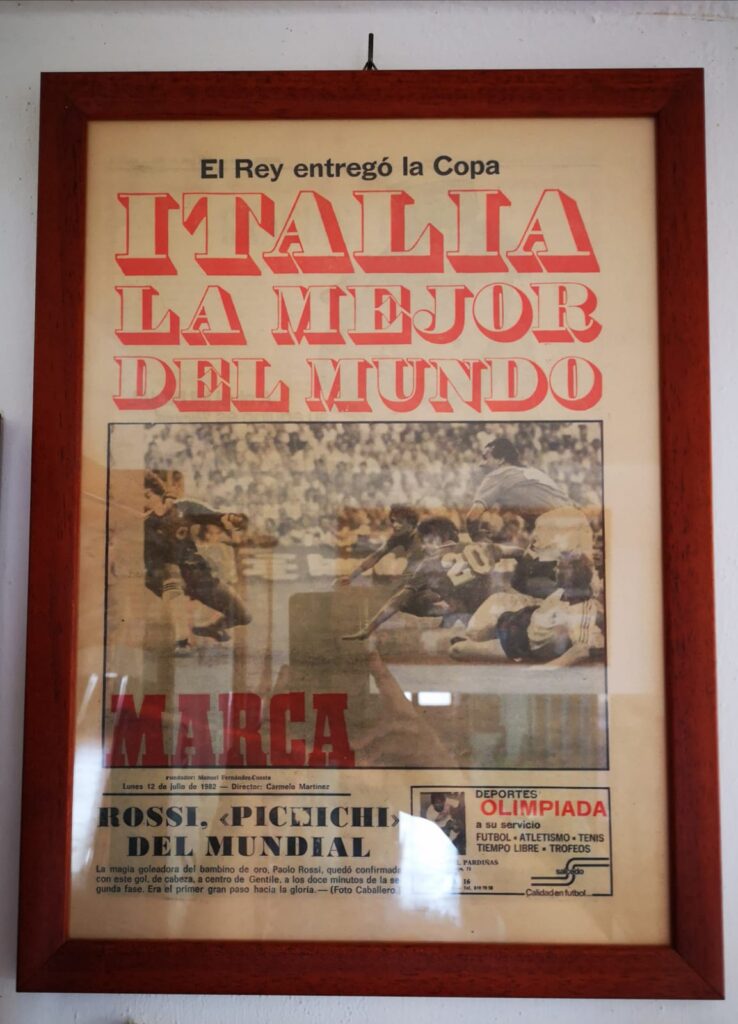 El Rey entregó la Copa
ITALIA
LA MEJOR
DEL MUNDO
20
MARCA
Fundador: Manuel Fernández-Cuesta
Lunes 12 de julio de 1982 — Director: Carmelo Martínez
ROSSI, «PICHICHI»
DEL MUNDIAL
La magia goleadora del bambino de oro, Paolo Rossi, quedó confirmada
con este gol, de cabeza, a centro de Gentile, a los doce minutos de la se
gunda fase. Era el primer gran paso hacia la gloria. — (Foto Caballero
DEPORTES
OLIMPIADA
a su servicio
FUTBOL • ATLETISMO • TENIS
TIEMPO LIBRE • TROFEOS
PARDIÑAS
salcedo
Calidad en futbol